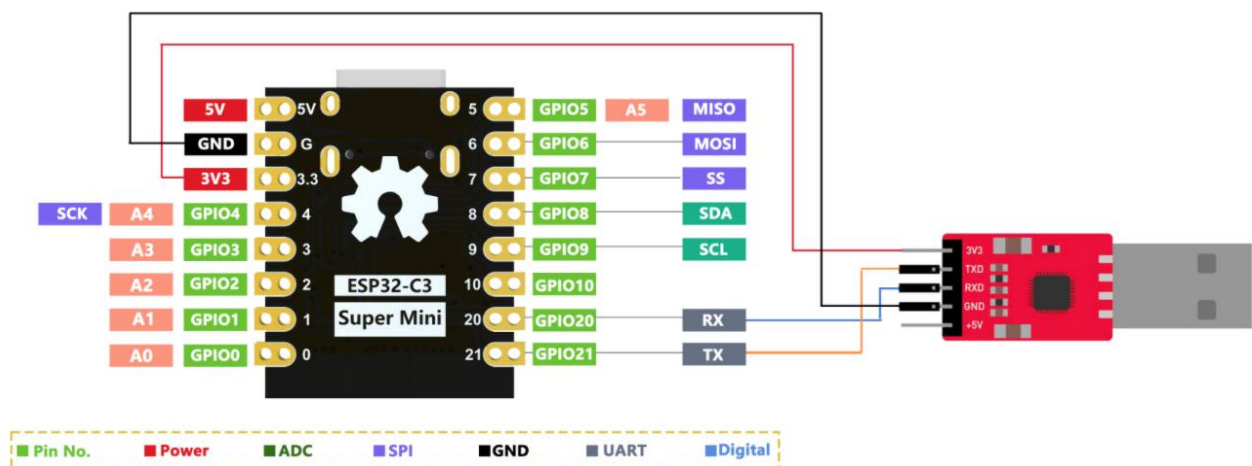 5V 5V 5 GPIO5 A5 MISO
GND G 6 GPIO6 MOSI
3V3 3.3 7 GPIO7 SS
SCK A4 GPIO4 4 8 GPIO8 SDA
A3 GPIO3 3 9 GPIO9 SCL
A2 GPIO2 2 ESP32-C3 10 GPIO10
A1 GPIO1 1 Super Mini 20 GPIO20 RX
A0 GPIO0 0 21 GPIO21 TX
3V3
TXD
RXD
GND
+5V
Pin No. Power ADC SPI GND UART Digital